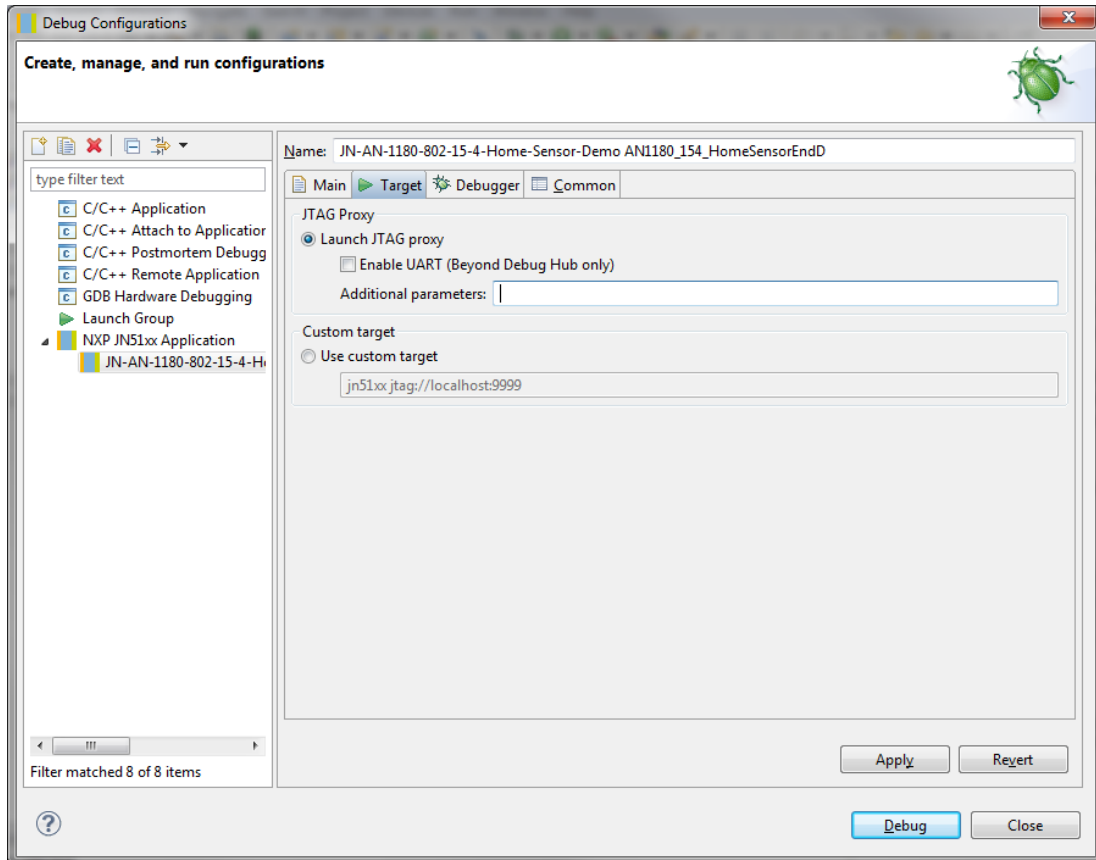 Debug Configurations
Create, manage, and run configurations
type filter text
C/C++ Application
C/C++ Attach to Application
C/C++ Postmortem Debugg
C/C++ Remote Application
GDB Hardware Debugging
Launch Group
NXP JN51xx Application
JN-AN-1180-802-15-4-H
Filter matched 8 of 8 items
Name: JN-AN-1180-802-15-4-Home-Sensor-Demo AN1180_154_HomeSensorEndD
Main Target Debugger Common
JTAG Proxy
Launch JTAG proxy
Enable UART (Beyond Debug Hub only)
Additional parameters:
Custom target
Use custom target
jn51xx jtag://localhost:9999
Apply Revert
Debug Close